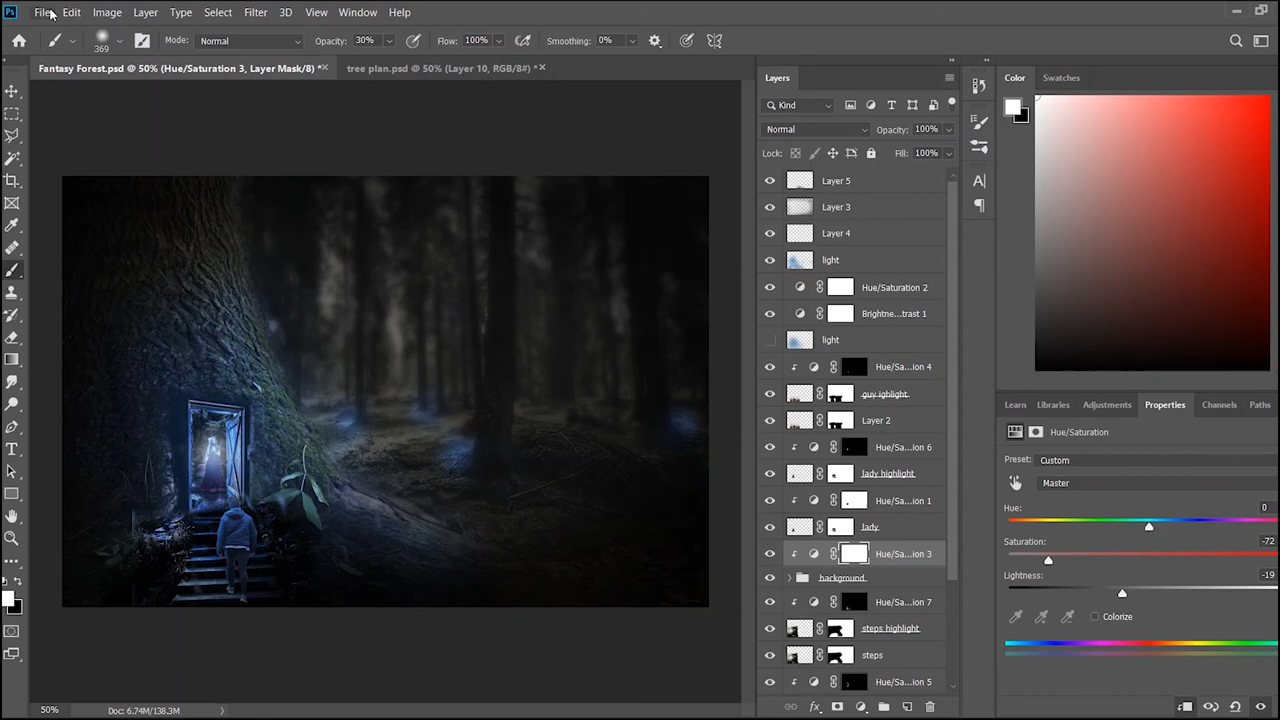 Ps File Edit Image Layer Type Select Filter 3D View Window Help
369 Mode: Normal Opacity: 30% Flow: 100% Smoothing: 0%
Fantasy Forest.psd @ 50% (Hue/Saturation 3, Layer Mask/8) * tree plan.psd @ 50% (Layer 10, RGB/8#) *
Layers
Kind
Normal Opacity: 100%
Lock: Fill: 100%
Layer 5
Layer 3
Layer 4
light
Hue/Saturation 2
Brightne...trast 1
light
Hue/Sa...ion 4
guy ighlight
Layer 2
Hue/Sa...ion 6
lady highlight
Hue/Sa...ion 1
lady
Hue/Sa...ion 3
background
Hue/Sa...ion 7
steps highlight
steps
Hue/Sa...ion 5
fx
Color Swatches
Learn Libraries Adjustments Properties Channels Paths
Hue/Saturation
Preset: Custom
Master
Hue: 0
Saturation: -72
Lightness: -19
Colorize
50% Doc: 6.74M/138.3M